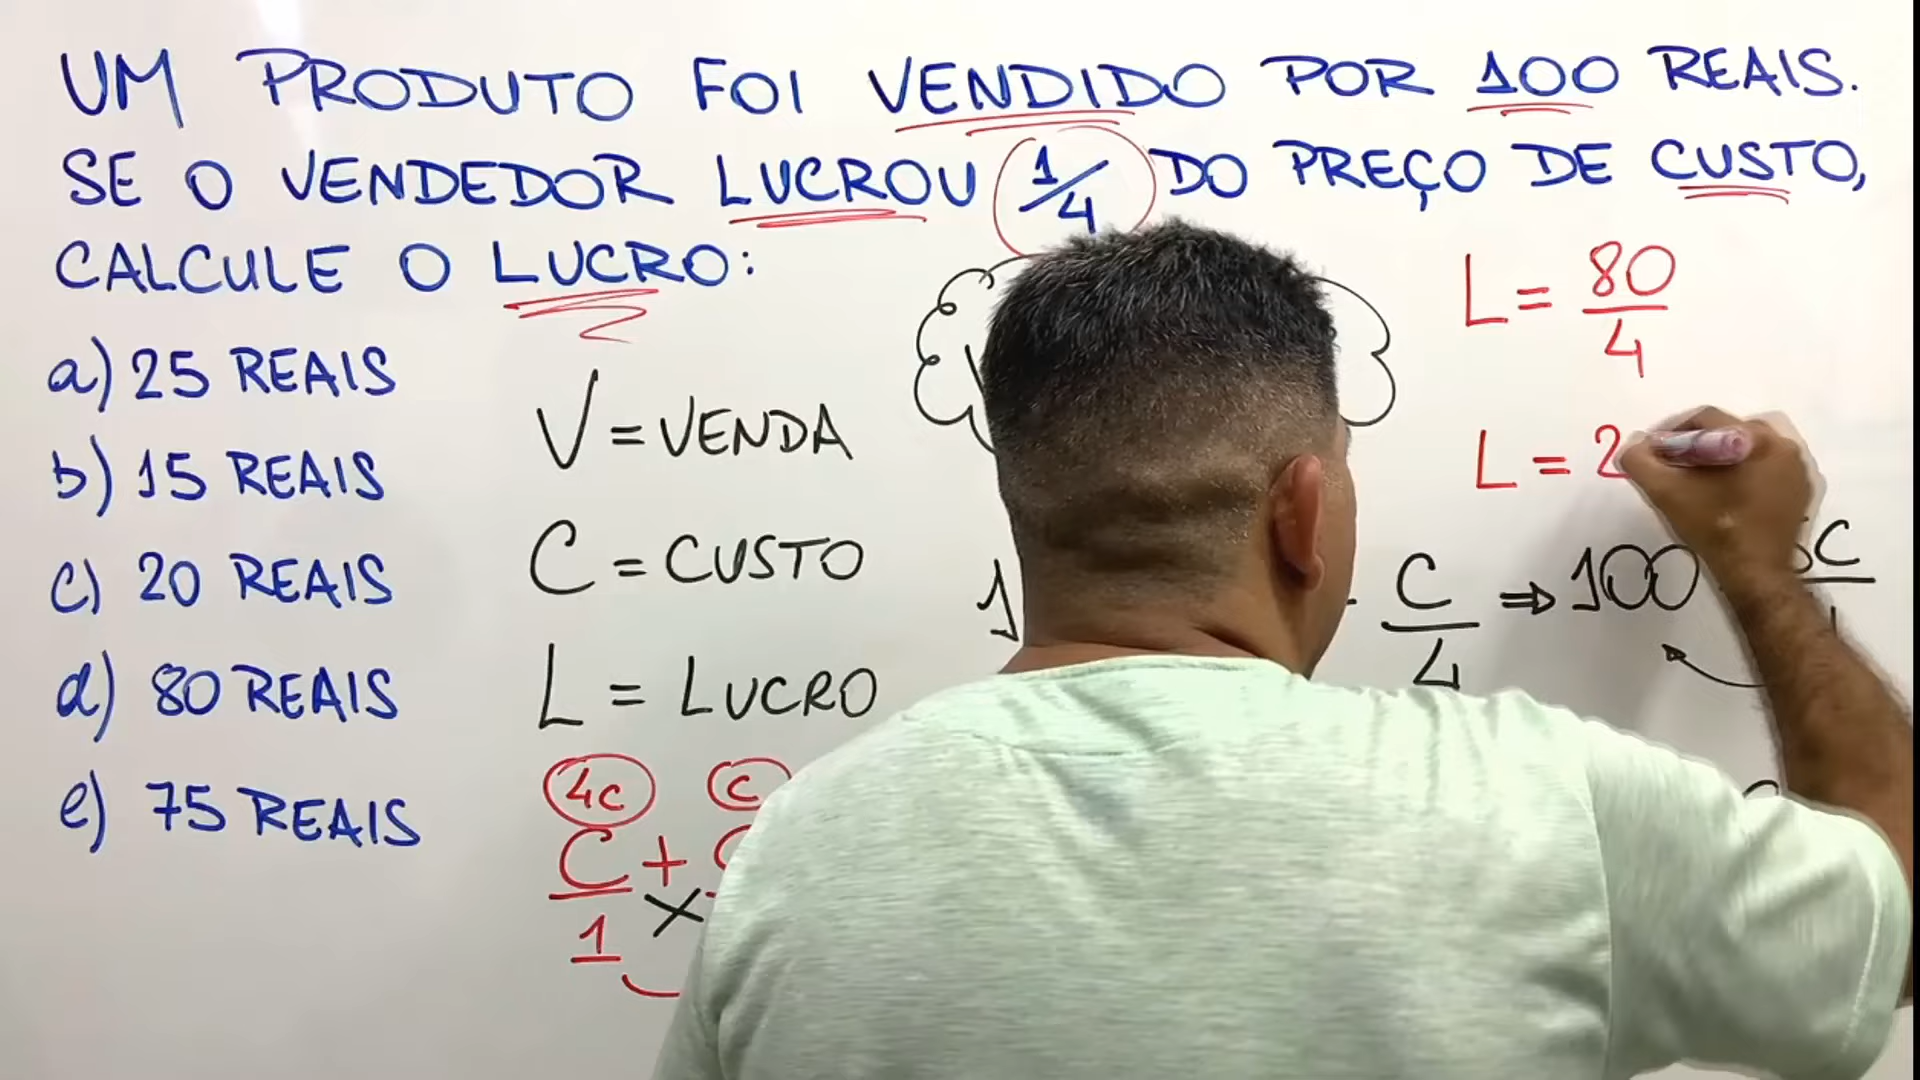 UM PRODUTO FOI VENDIDO POR 100 REAIS.
SE O VENDEDOR LUCROU 1/4 DO PREÇO DE CUSTO,
CALCULE O LUCRO:
a) 25 REAIS
b) 15 REAIS
c) 20 REAIS
d) 80 REAIS
e) 75 REAIS
V = VENDA
C = CUSTO
L = LUCRO
4c c
C +
1 X
L = 80/4
L = 2
C/4 ⇒ 100